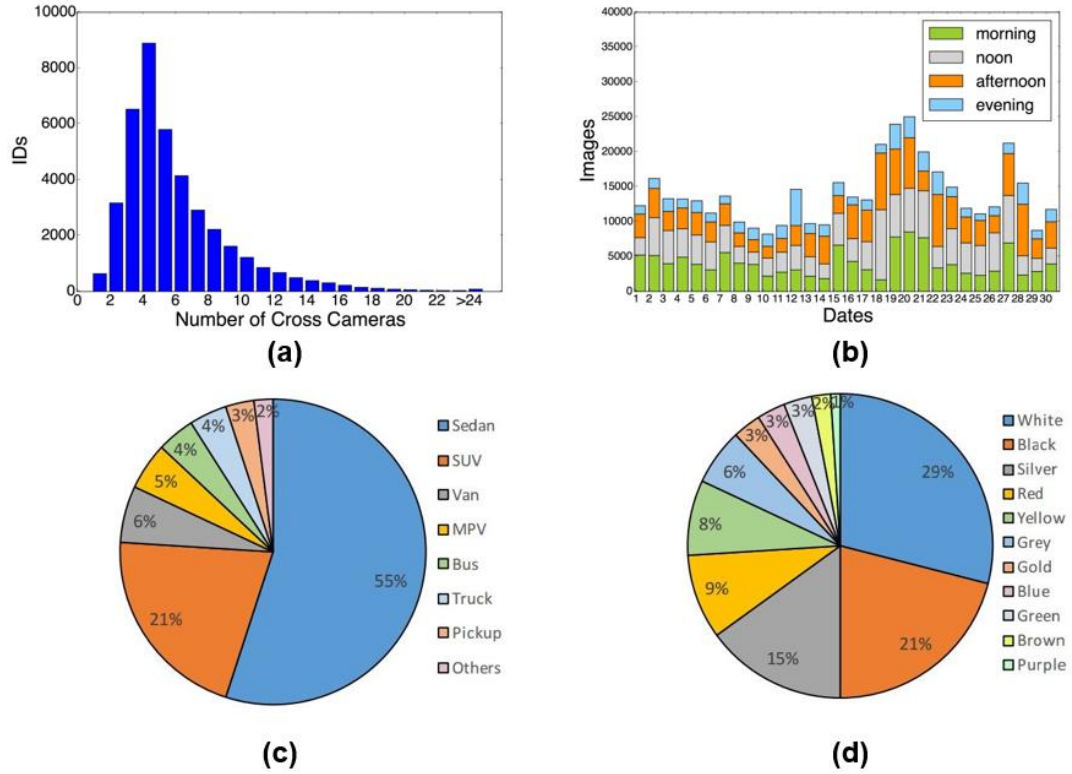 10000
8000
6000
4000
2000
0
IDs
0 2 4 6 8 10 12 14 16 18 20 22 >24
Number of Cross Cameras
(a)
40000
35000
30000
25000
20000
15000
10000
5000
0
Images
morning
noon
afternoon
evening
1 2 3 4 5 6 7 8 9 10 11 12 13 14 15 16 17 18 19 20 21 22 23 24 25 26 27 28 29 30
Dates
(b)
55%
21%
6%
5%
4%
4%
3%
2%
Sedan
SUV
Van
MPV
Bus
Truck
Pickup
Others
(c)
29%
21%
15%
9%
8%
6%
3%
3%
3%
2%
1%
White
Black
Silver
Red
Yellow
Grey
Gold
Blue
Green
Brown
Purple
(d)